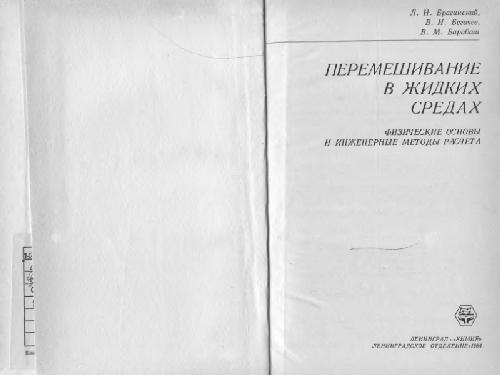 Л. Н. Брагинский,
В. И. Бегачев,
В. М. Барабаш
ПЕРЕМЕШИВАНИЕ
В ЖИДКИХ
СРЕДАХ
ФИЗИЧЕСКИЕ ОСНОВЫ
И ИНЖЕНЕРНЫЕ МЕТОДЫ РАСЧЕТА
ЛЕНИНГРАД «ХИМИЯ»
ЛЕНИНГРАДСКОЕ ОТДЕЛЕНИЕ 1984